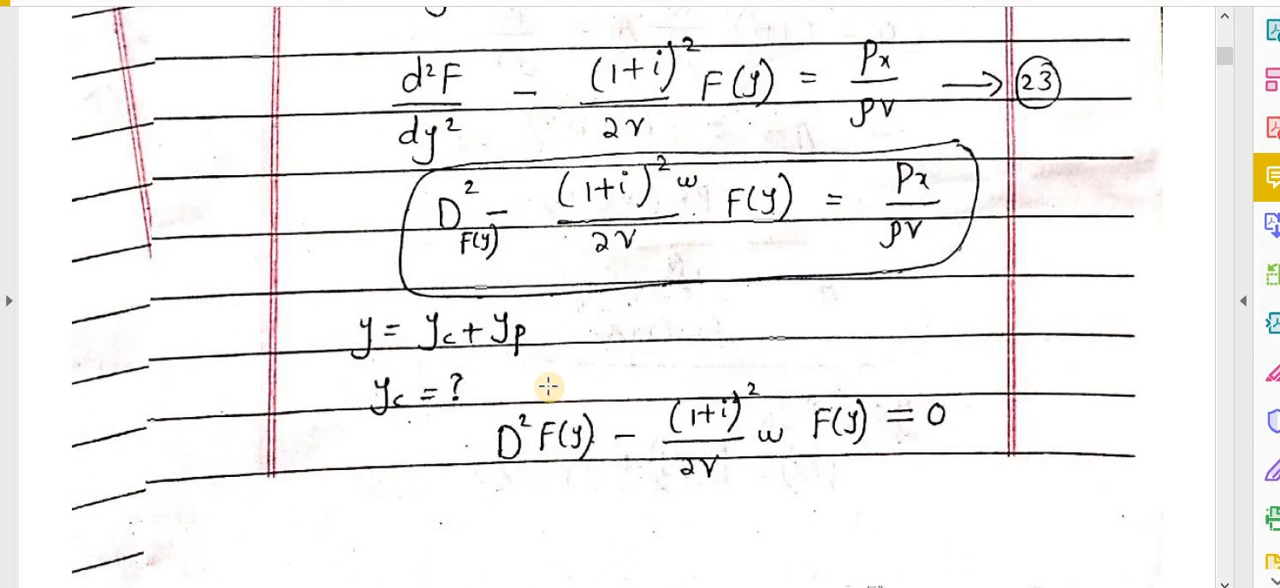 d²F/dy² - (1+i)²/2ν F(y) = Px/ρν → 23
D²F(y) - (1+i)²ω/2ν F(y) = Px/ρν
y = yc + yp
yc = ?
D²F(y) - (1+i)²/2ν ω F(y) = 0